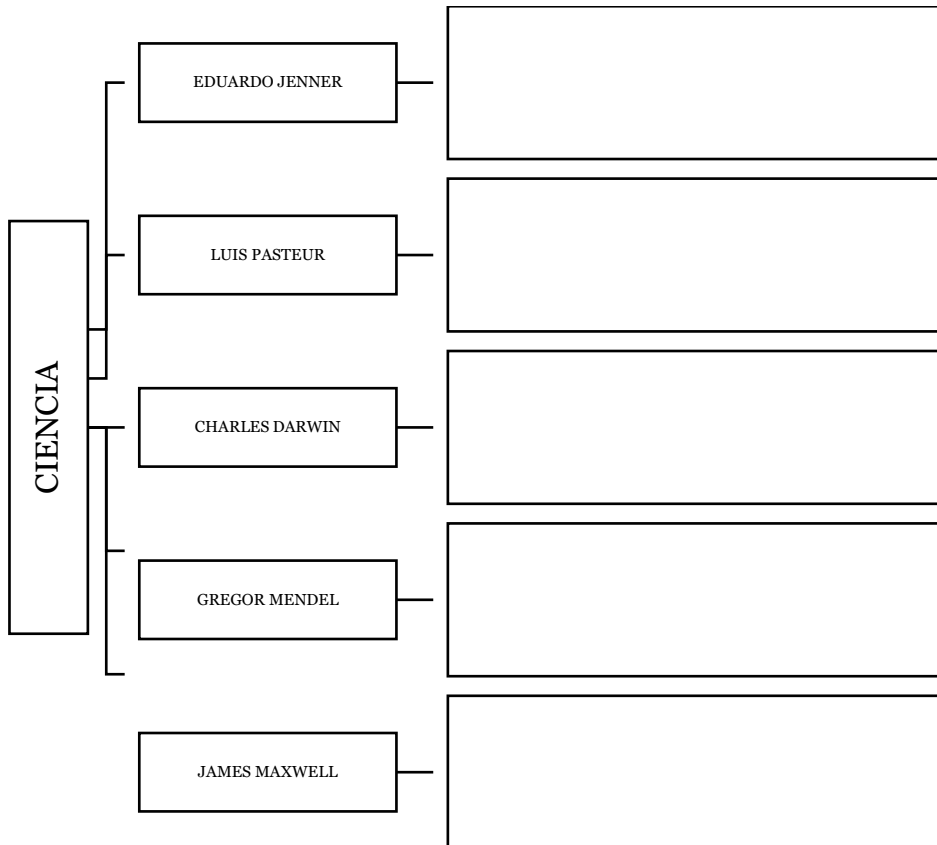 CIENCIA
EDUARDO JENNER
LUIS PASTEUR
CHARLES DARWIN
GREGOR MENDEL
JAMES MAXWELL